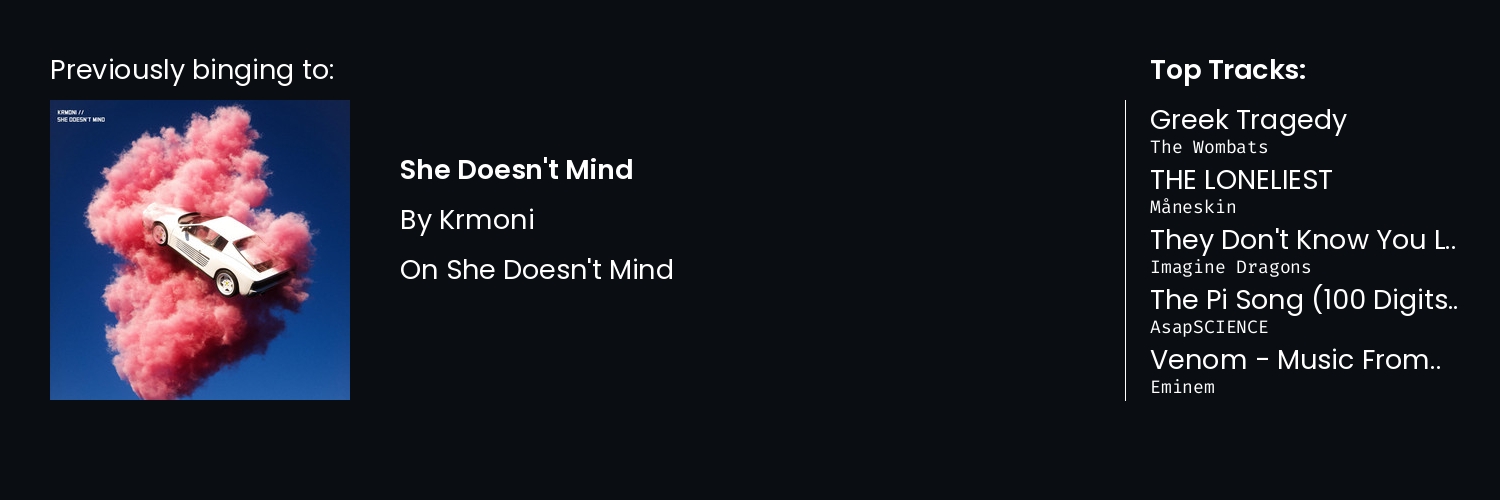 Previously binging to:
KRMONI //
SHE DOESN'T MIND
She Doesn't Mind
By Krmoni
On She Doesn't Mind
Top Tracks:
Greek Tragedy
The Wombats
THE LONELIEST
Måneskin
They Don't Know You L..
Imagine Dragons
The Pi Song (100 Digits..
AsapSCIENCE
Venom - Music From..
Eminem